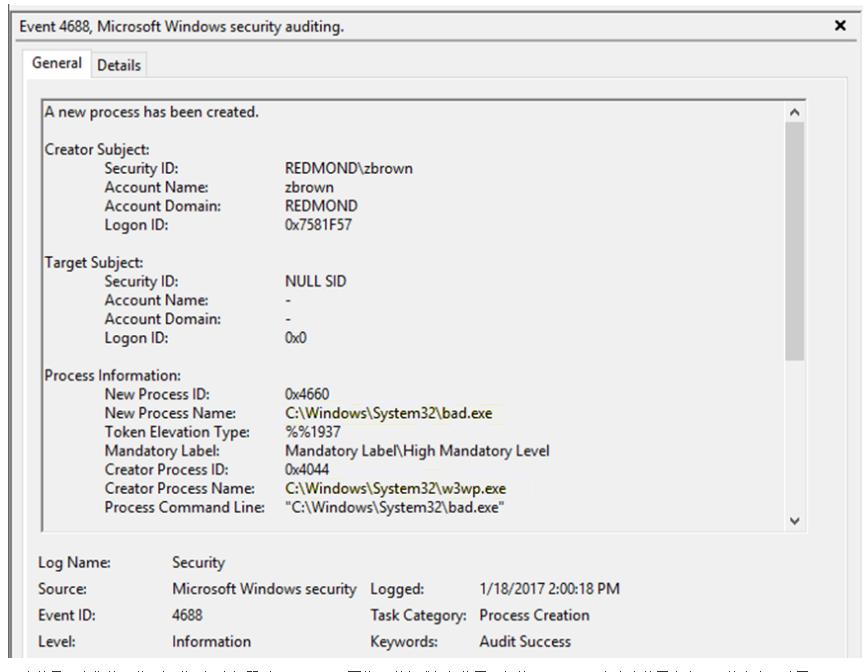 Event 4688, Microsoft Windows security auditing.
General Details
A new process has been created.
Creator Subject:
Security ID: REDMOND\zbrown
Account Name: zbrown
Account Domain: REDMOND
Logon ID: 0x7581F57
Target Subject:
Security ID: NULL SID
Account Name: -
Account Domain: -
Logon ID: 0x0
Process Information:
New Process ID: 0x4660
New Process Name: C:\Windows\System32\bad.exe
Token Elevation Type: %%1937
Mandatory Label: Mandatory Label\High Mandatory Level
Creator Process ID: 0x4044
Creator Process Name: C:\Windows\System32\w3wp.exe
Process Command Line: "C:\Windows\System32\bad.exe"
Log Name: Security
Source: Microsoft Windows security Logged: 1/18/2017 2:00:18 PM
Event ID: 4688 Task Category: Process Creation
Level: Information Keywords: Audit Success